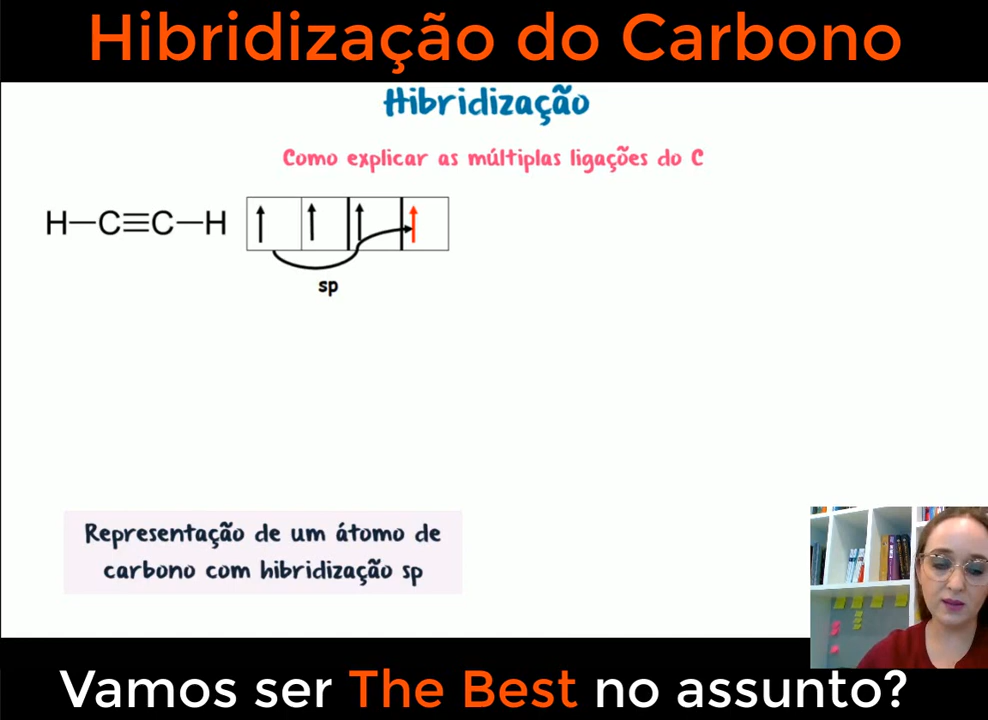 Hibridização do Carbono
Hibridização
Como explicar as múltiplas ligações do C
H—C≡C—H
sp
Representação de um átomo de
carbono com hibridização sp
Vamos ser The Best no assunto?